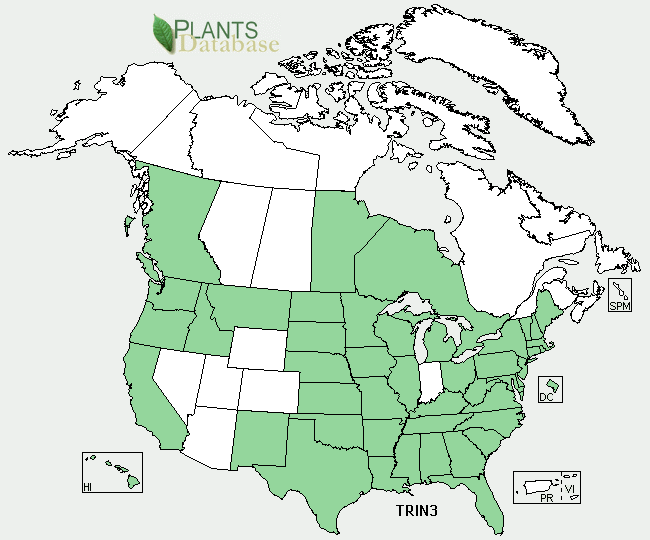 PLANTS
Database
SPM
DC
HI
PR
VI
TRIN3